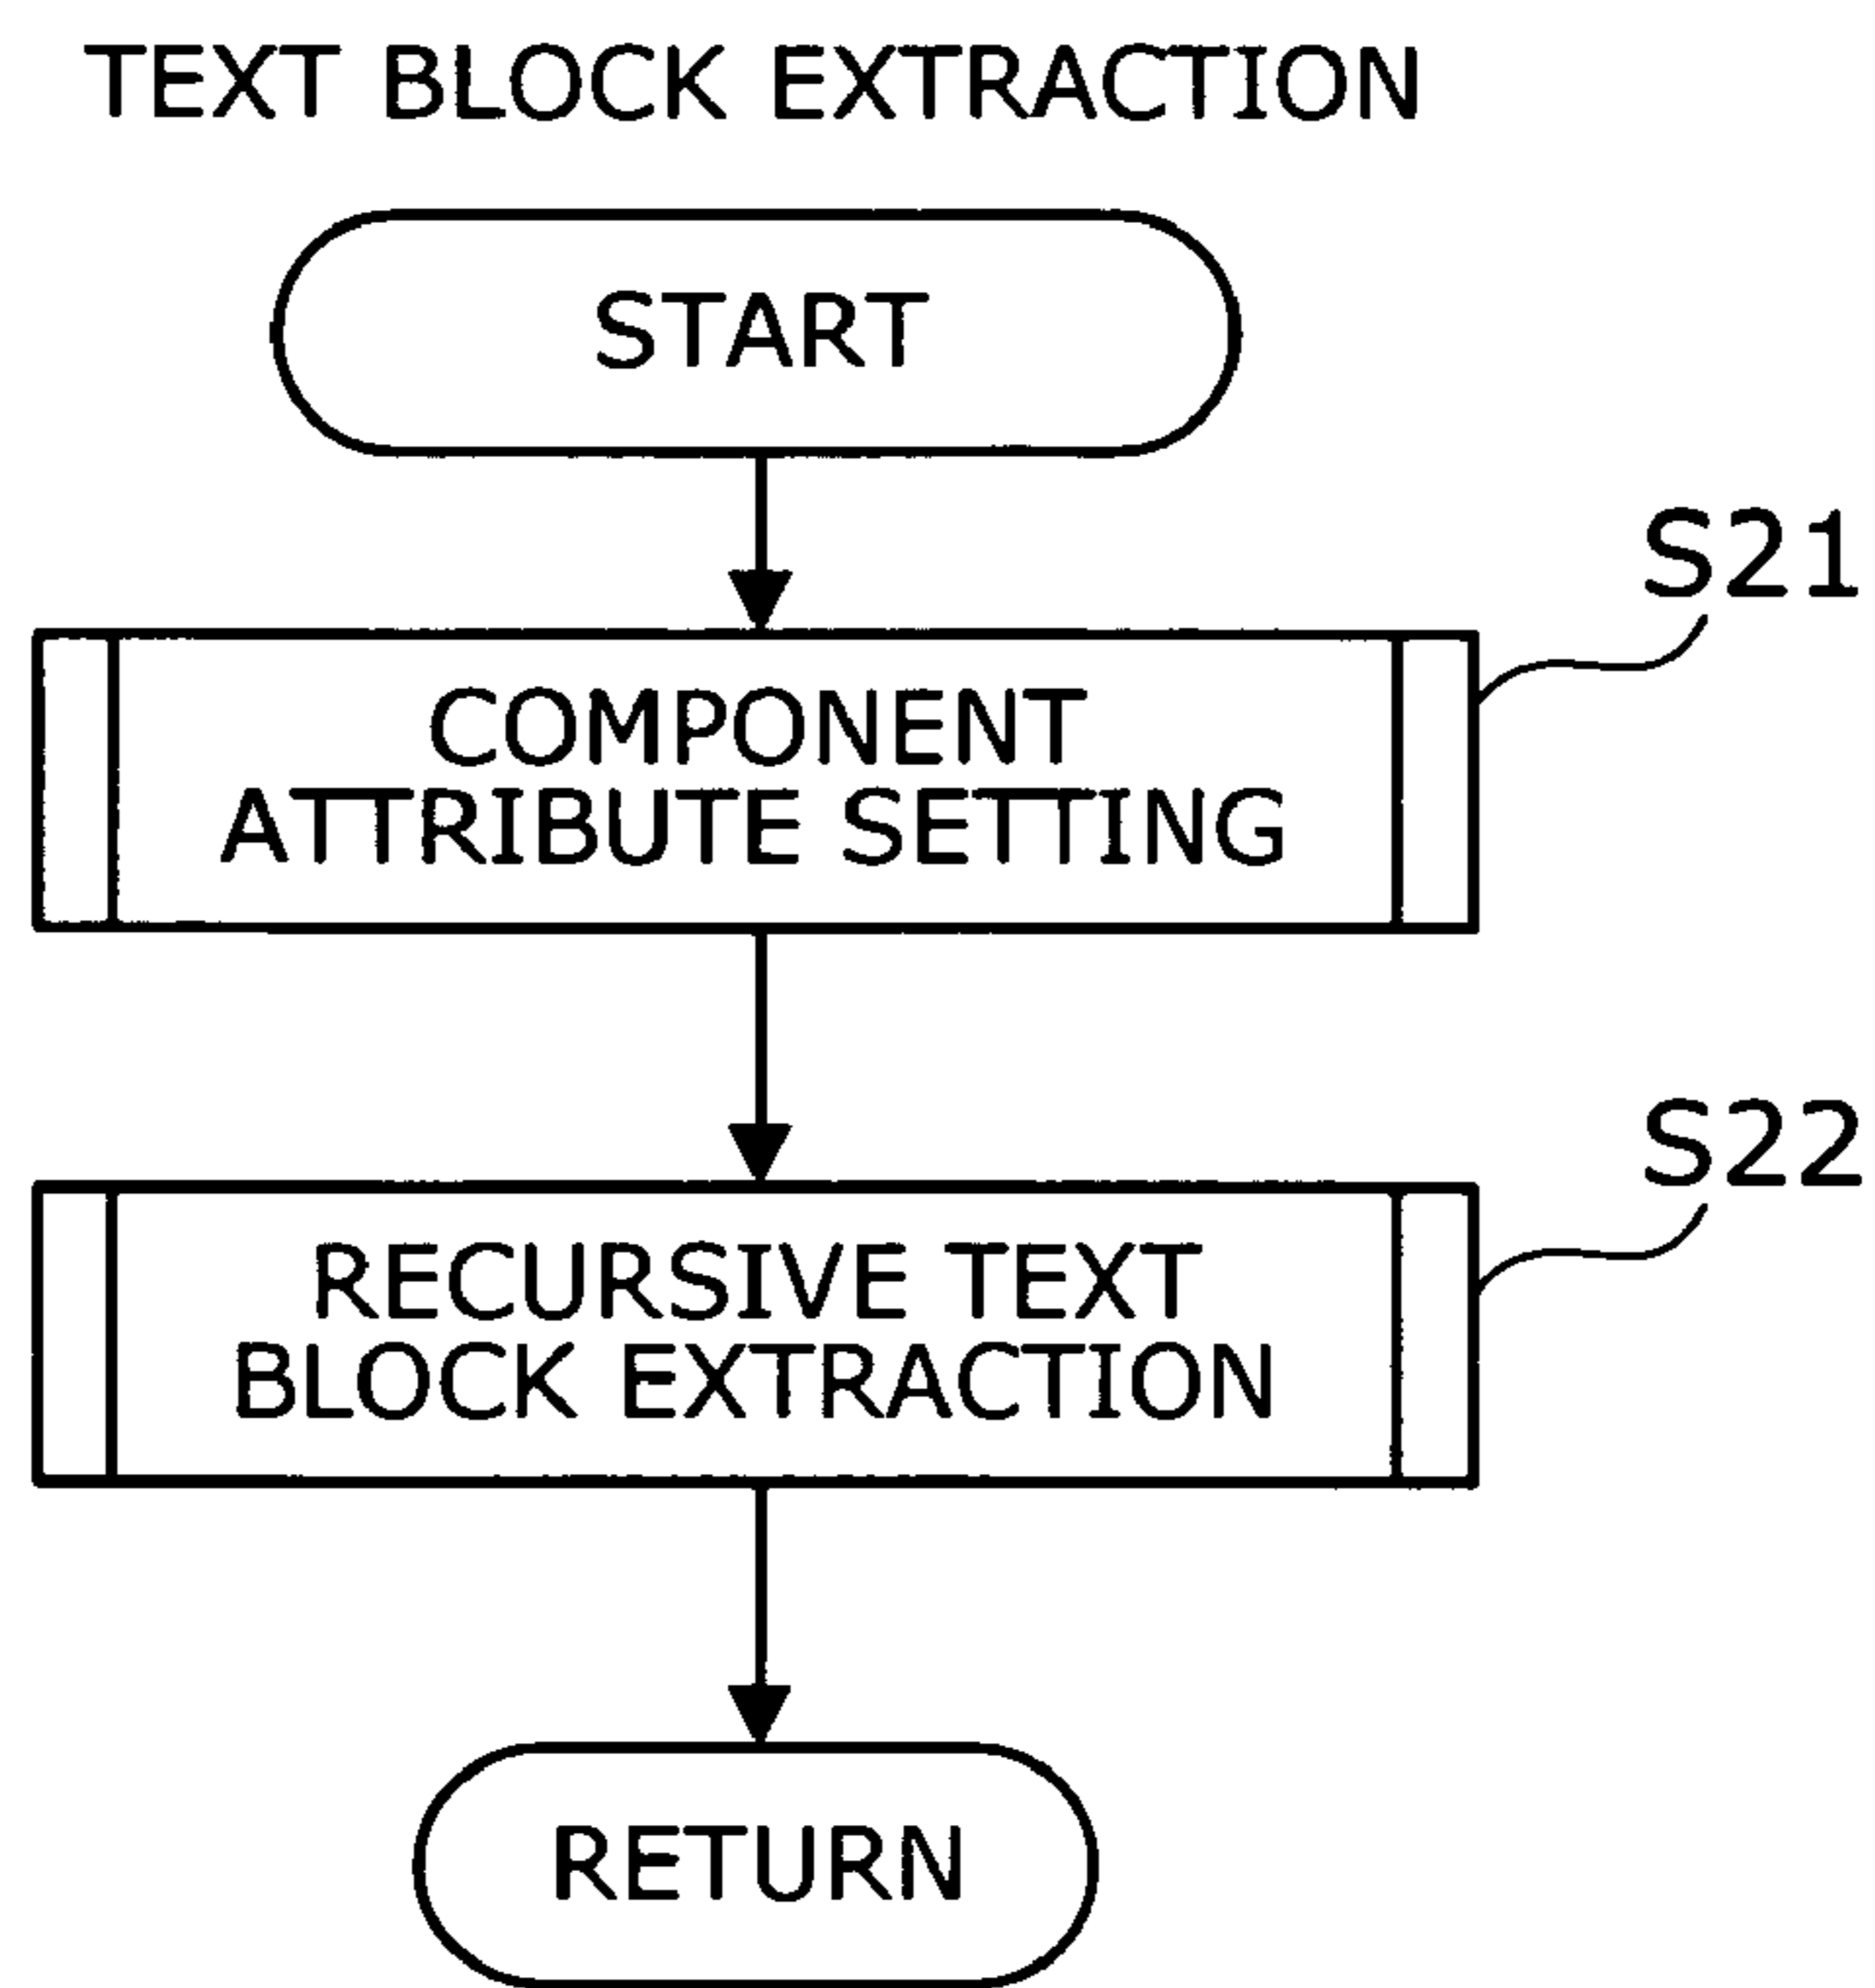 TEXT BLOCK EXTRACTION
START
S21
COMPONENT
ATTRIBUTE SETTING
S22
RECURSIVE TEXT
BLOCK EXTRACTION
RETURN